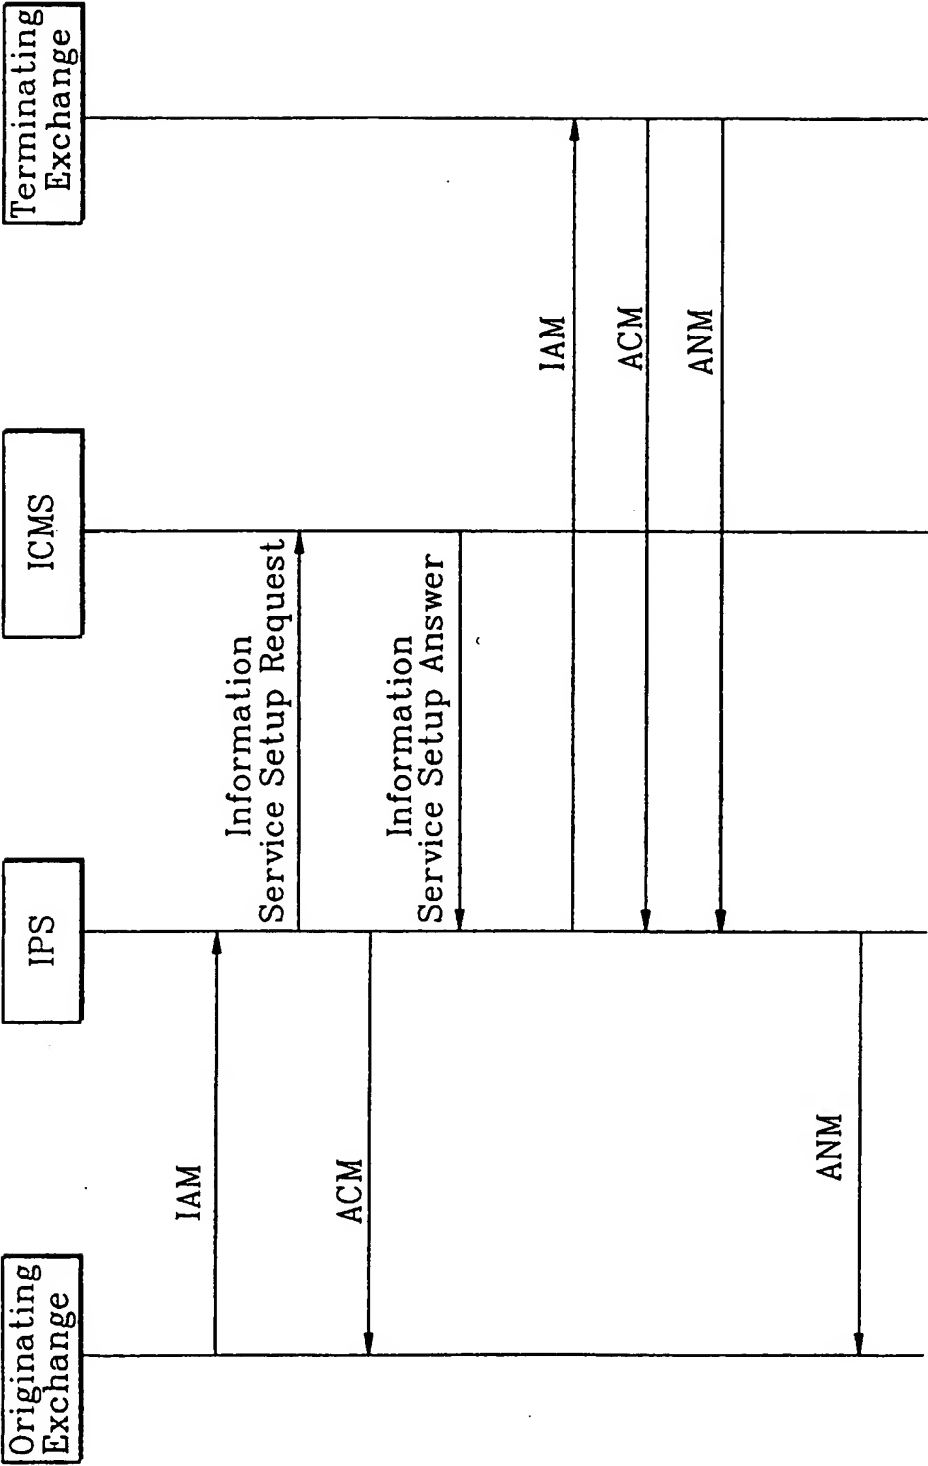 Originating
Exchange
IPS
ICMS
Terminating
Exchange
IAM
Information
Service Setup Request
ACM
Information
Service Setup Answer
IAM
ACM
ANM
ANM